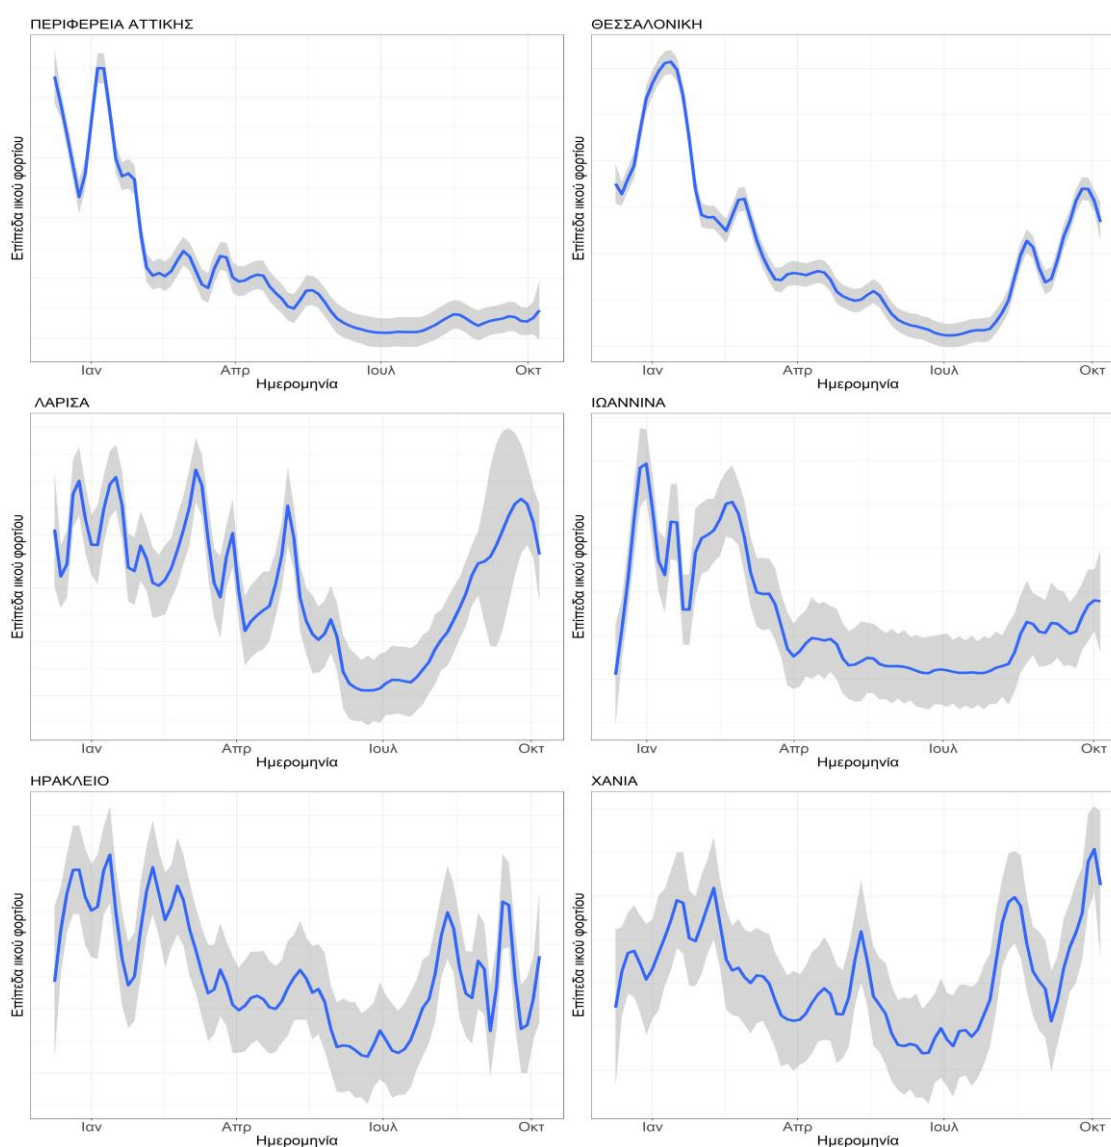 ΠΕΡΙΦΕΡΕΙΑ ΑΤΤΙΚΗΣ
Επίπεδα ιικού φορτίου
Ιαν Απρ Ιουλ Οκτ
Ημερομηνία
ΘΕΣΣΑΛΟΝΙΚΗ
Επίπεδα ιικού φορτίου
Ιαν Απρ Ιουλ Οκτ
Ημερομηνία
ΛΑΡΙΣΑ
Επίπεδα ιικού φορτίου
Ιαν Απρ Ιουλ Οκτ
Ημερομηνία
ΙΩΑΝΝΙΝΑ
Επίπεδα ιικού φορτίου
Ιαν Απρ Ιουλ Οκτ
Ημερομηνία
ΗΡΑΚΛΕΙΟ
Επίπεδα ιικού φορτίου
Ιαν Απρ Ιουλ Οκτ
Ημερομηνία
ΧΑΝΙΑ
Επίπεδα ιικού φορτίου
Ιαν Απρ Ιουλ Οκτ
Ημερομηνία